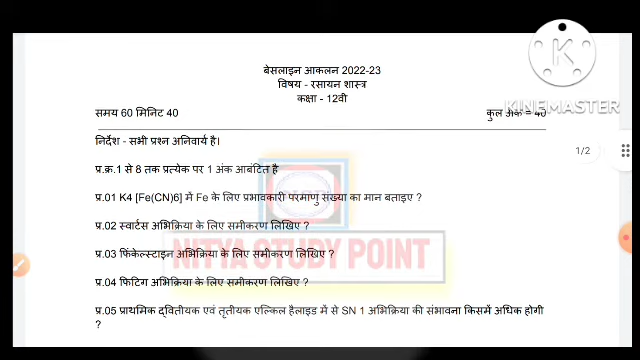 बेसलाइन आकलन 2022-23
विषय - रसायन शास्त्र
कक्षा - 12वी
समय 60 मिनिट 40
कुल अंक = 40
KINEMASTER
निर्देश - सभी प्रश्न अनिवार्य है।
1/2
प्र.क्र.1 से 8 तक प्रत्येक पर 1 अंक आबंटित है
प्र.01 K4 [Fe(CN)6] में Fe के लिए प्रभावकारी परमाणु संख्या का मान बताइए ?
प्र.02 स्वार्टस अभिक्रिया के लिए समीकरण लिखिए ?
NITYA STUDY POINT
प्र.03 फिंकेल्स्टाइन अभिक्रिया के लिए समीकरण लिखिए ?
प्र.04 फिटिग अभिक्रिया के लिए समीकरण लिखिए ?
प्र.05 प्राथमिक द्वितीयक एवं तृतीयक एल्किल हैलाइड में से SN 1 अभिक्रिया की संभावना किसमें अधिक होगी
?